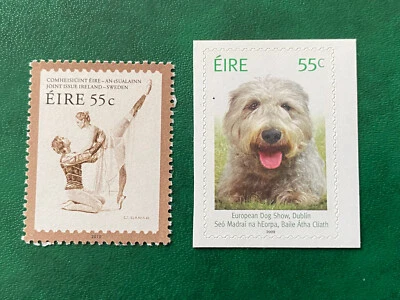 COMHEISIÚINT ÉIRE – AN tSUALAINN
JOINT ISSUE IRELAND – SWEDEN
ÉIRE 55c
ÉIRE 55c
European Dog Show, Dublin
Seó Madraí na hEorpa, Baile Átha Cliath
2009